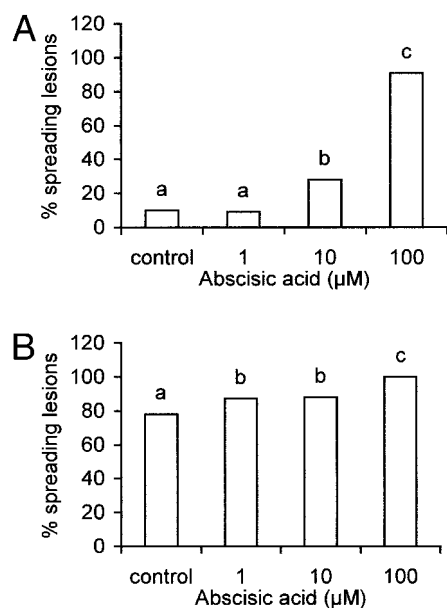 A
% spreading lesions
120
100
80
60
40
20
0
a
a
b
c
control
1
10
100
Abscisic acid (µM)
B
% spreading lesions
120
100
80
60
40
20
0
a
b
b
c
control
1
10
100
Abscisic acid (µM)